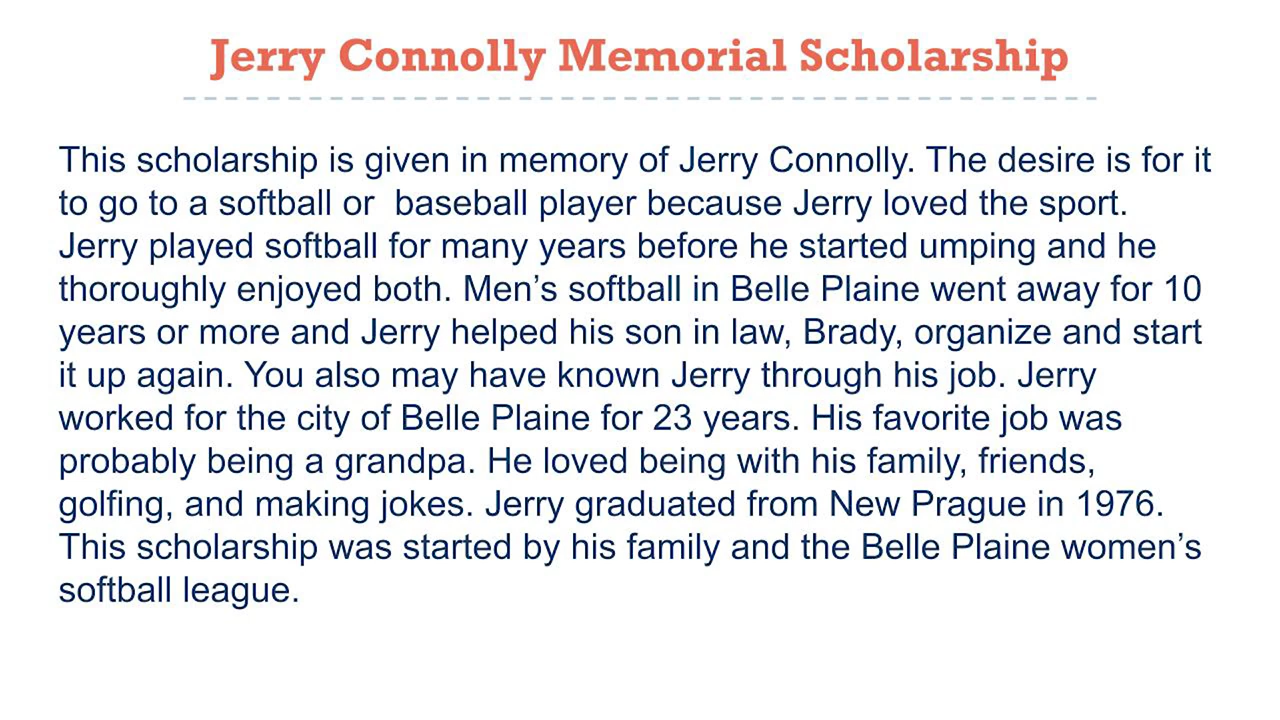 Jerry Connolly Memorial Scholarship
This scholarship is given in memory of Jerry Connolly. The desire is for it
to go to a softball or  baseball player because Jerry loved the sport.
Jerry played softball for many years before he started umping and he
thoroughly enjoyed both. Men’s softball in Belle Plaine went away for 10
years or more and Jerry helped his son in law, Brady, organize and start
it up again. You also may have known Jerry through his job. Jerry
worked for the city of Belle Plaine for 23 years. His favorite job was
probably being a grandpa. He loved being with his family, friends,
golfing, and making jokes. Jerry graduated from New Prague in 1976.
This scholarship was started by his family and the Belle Plaine women’s
softball league.